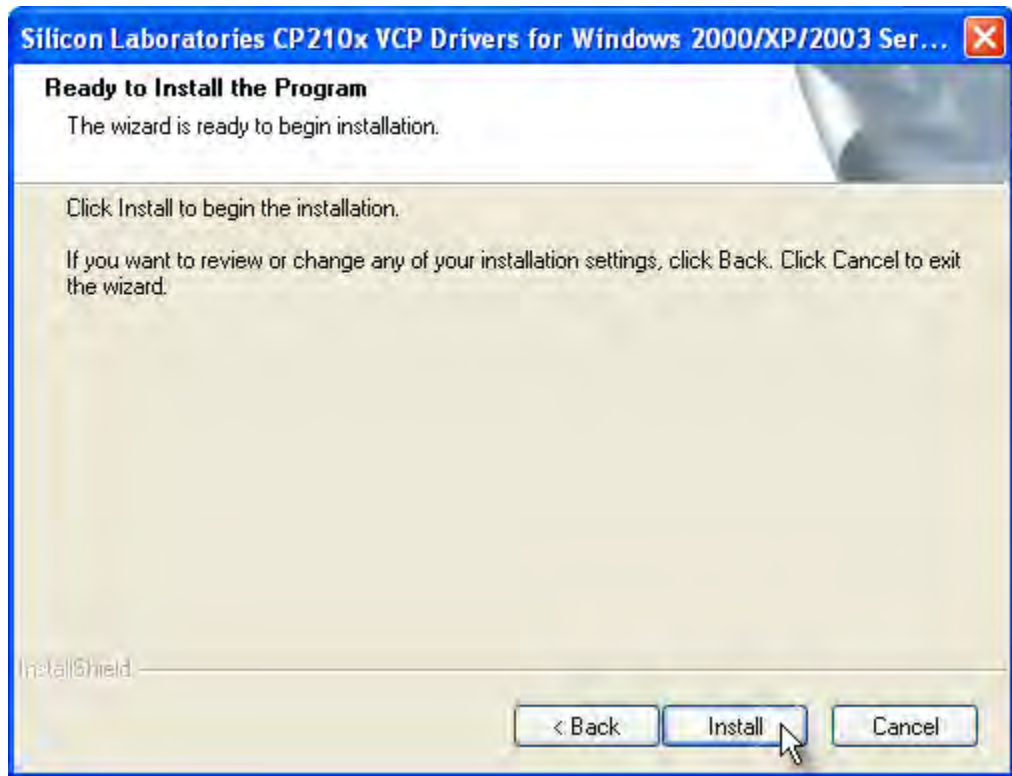 Silicon Laboratories CP210x VCP Drivers for Windows 2000/XP/2003 Ser...
Ready to Install the Program
The wizard is ready to begin installation.
Click Install to begin the installation.
If you want to review or change any of your installation settings, click Back. Click Cancel to exit
the wizard.
InstallShield
< Back Install Cancel